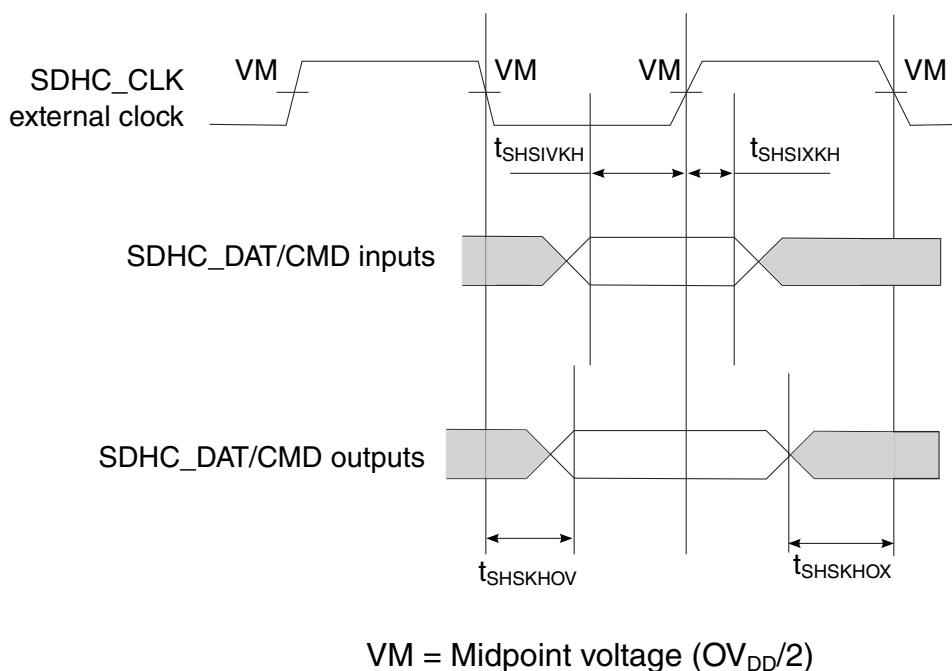 VM VM VM VM
SDHC_CLK
external clock
tSHSIVKH tSHSIXKH
SDHC_DAT/CMD inputs
SDHC_DAT/CMD outputs
tSHSKHOV tSHSKHOX
VM = Midpoint voltage (OVDD/2)